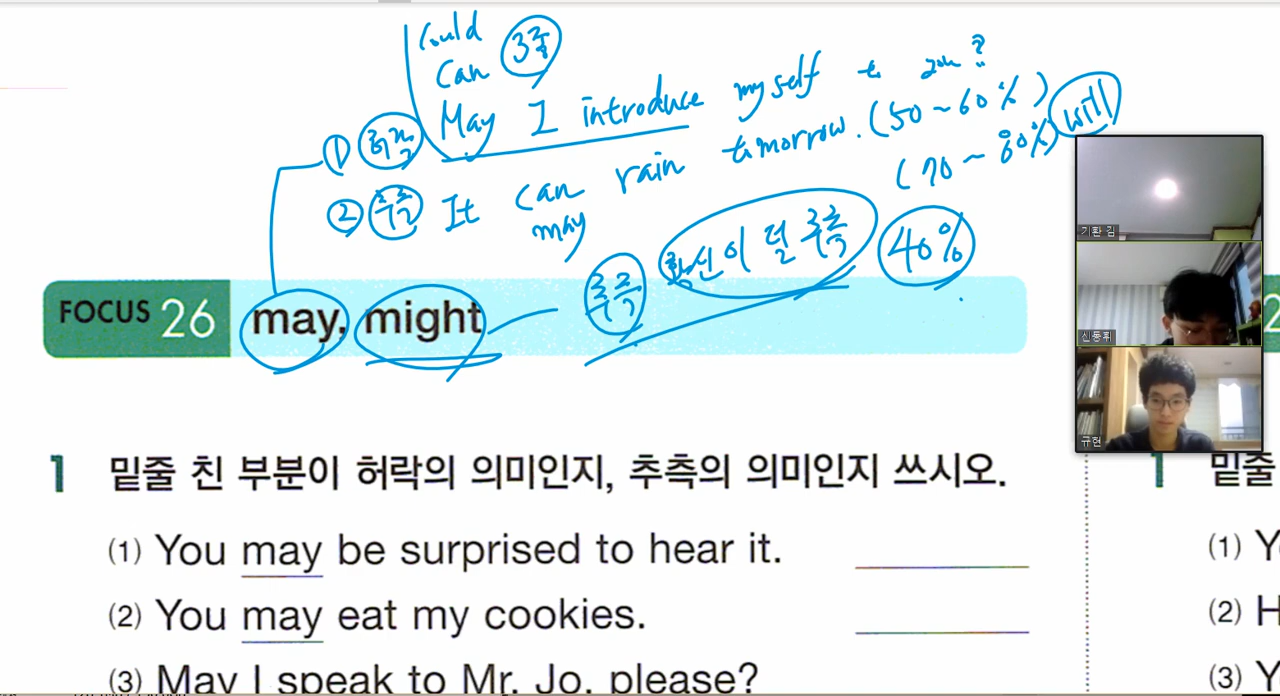 Could
Can 3종
① 허락 May I introduce myself to you?
② 추측 It can rain tomorrow. (50~60%)
may (70~80%) will
추측 확신이 덜 추측 40%
기환 김
신동휘
규현
FOCUS 26 may, might
1 밑줄 친 부분이 허락의 의미인지, 추측의 의미인지 쓰시오.
(1) You may be surprised to hear it.
(2) You may eat my cookies.
(3) May I speak to Mr. Jo, please?
2
1 밑줄
(1)
(2)
(3)